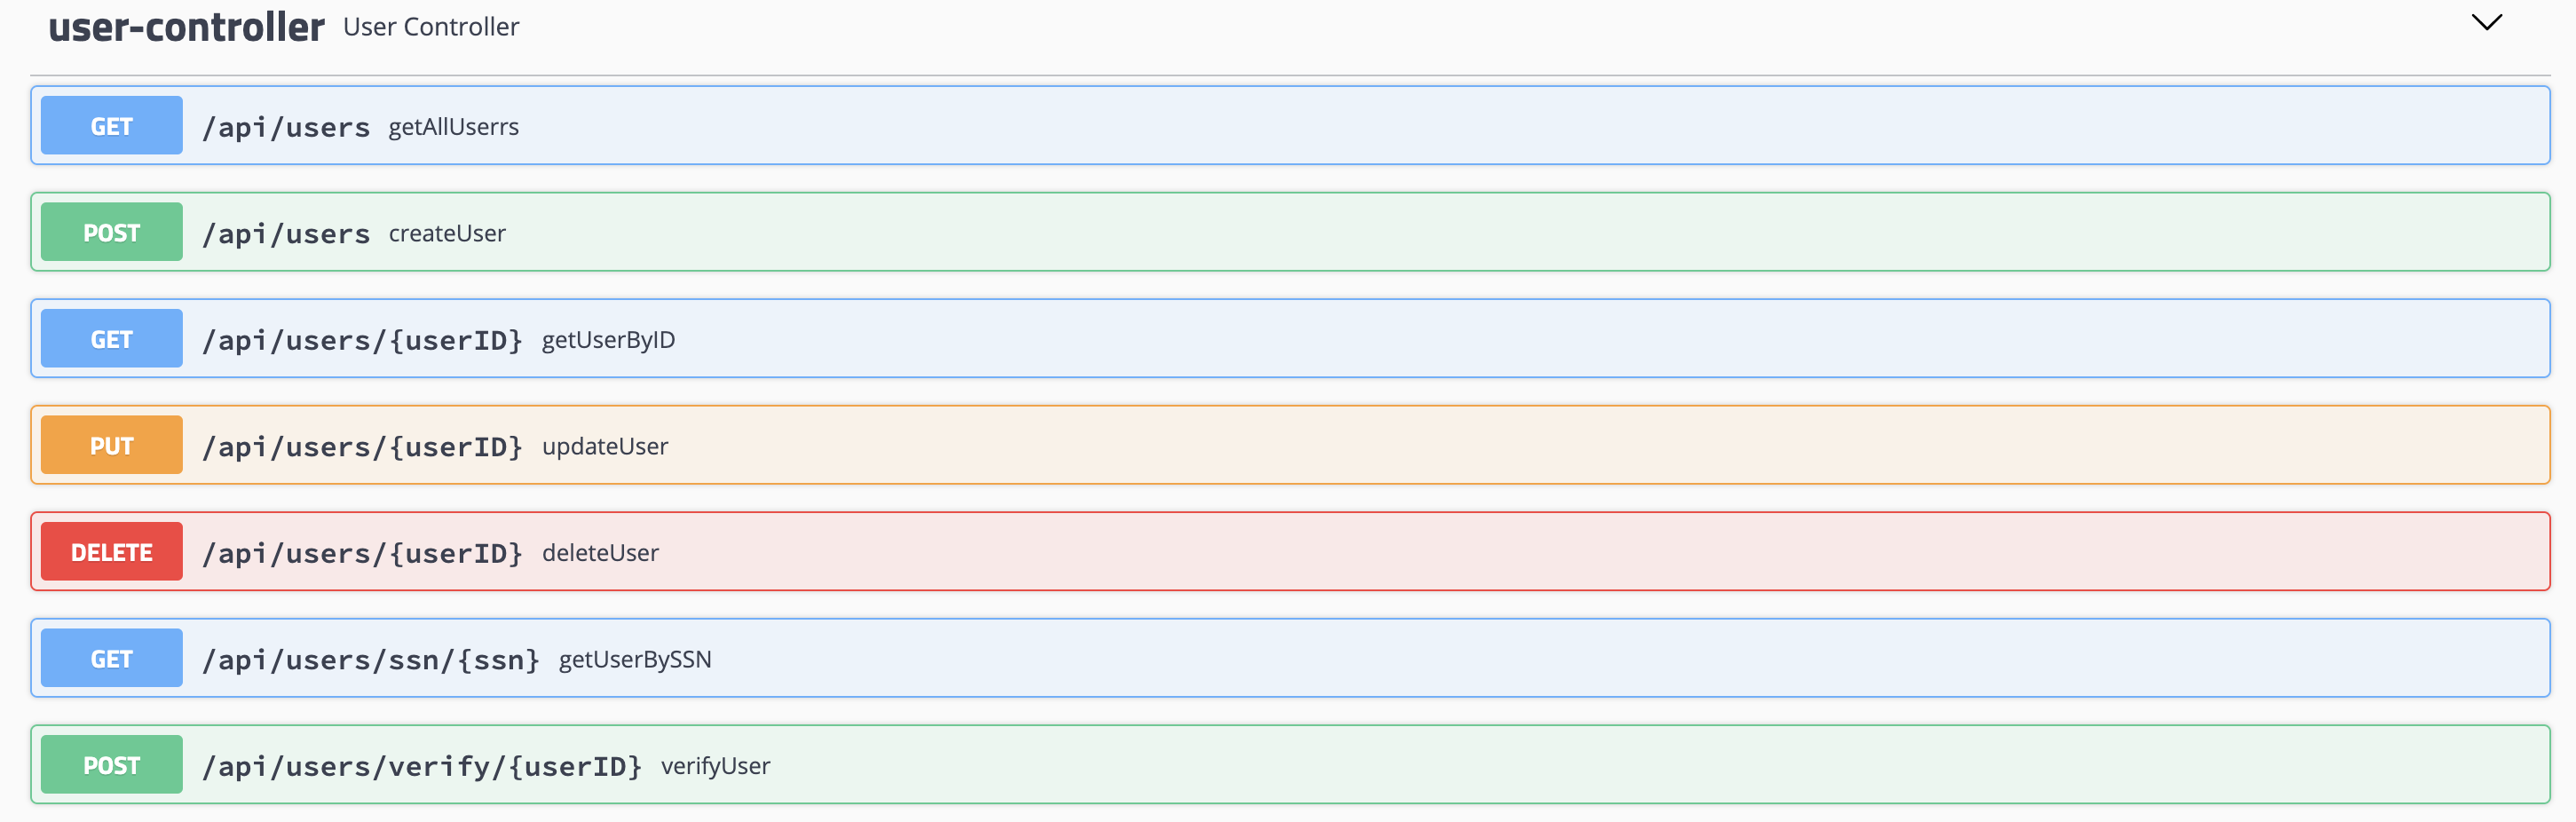 user-controller User Controller
GET /api/users getAllUserrs
POST /api/users createUser
GET /api/users/{userID} getUserByID
PUT /api/users/{userID} updateUser
DELETE /api/users/{userID} deleteUser
GET /api/users/ssn/{ssn} getUserBySSN
POST /api/users/verify/{userID} verifyUser